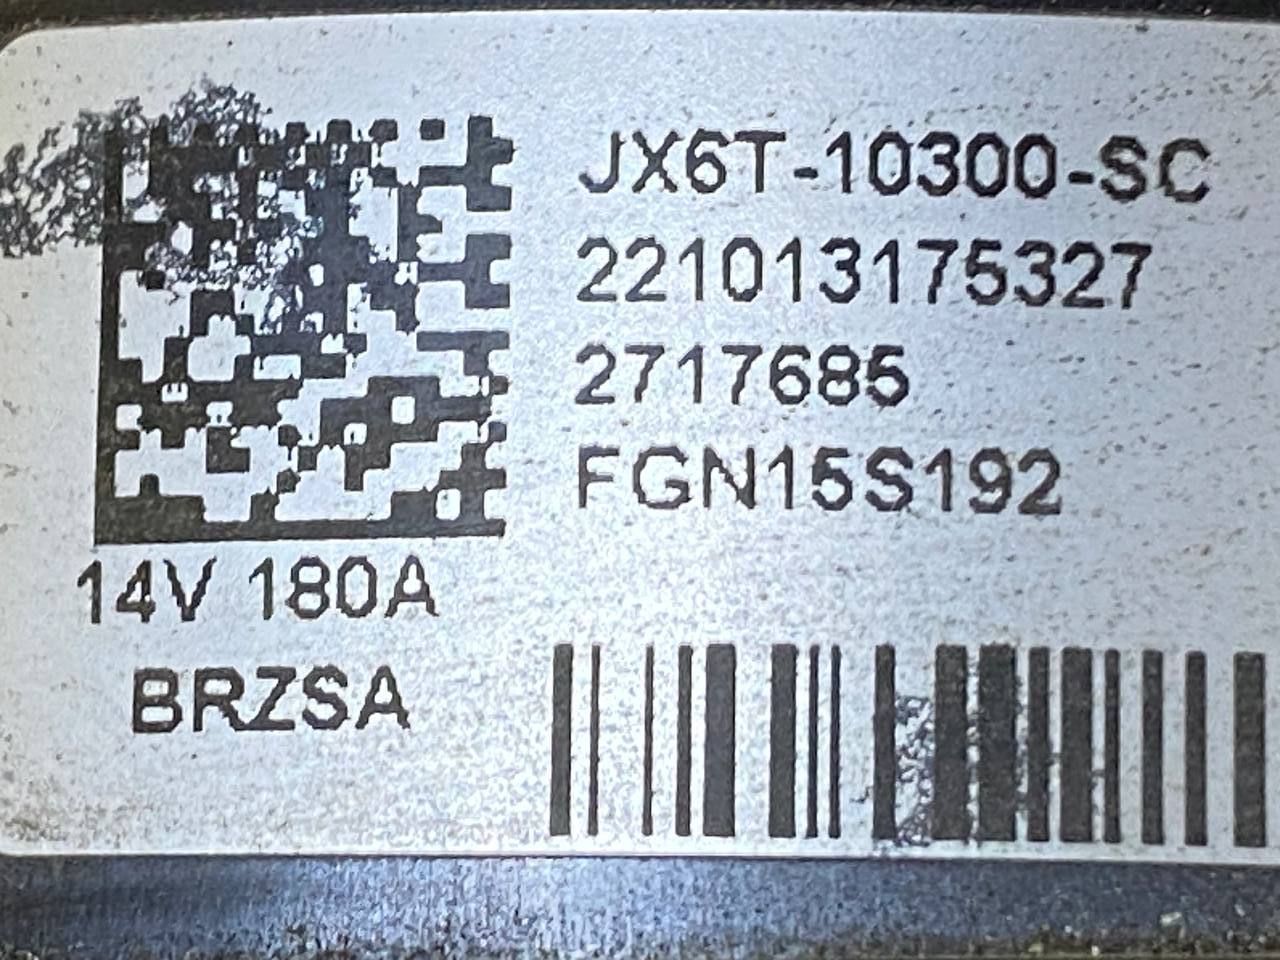 JX6T-10300-SC
221013175327
2717685
FGN15S192
14V 180A
BRZSA